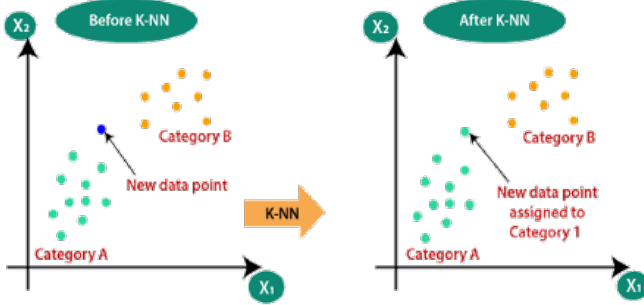 Before K-NN
X₂
Category B
New data point
Category A
X₁
K-NN
After K-NN
X₂
Category B
New data point
assigned to
Category 1
Category A
X₁